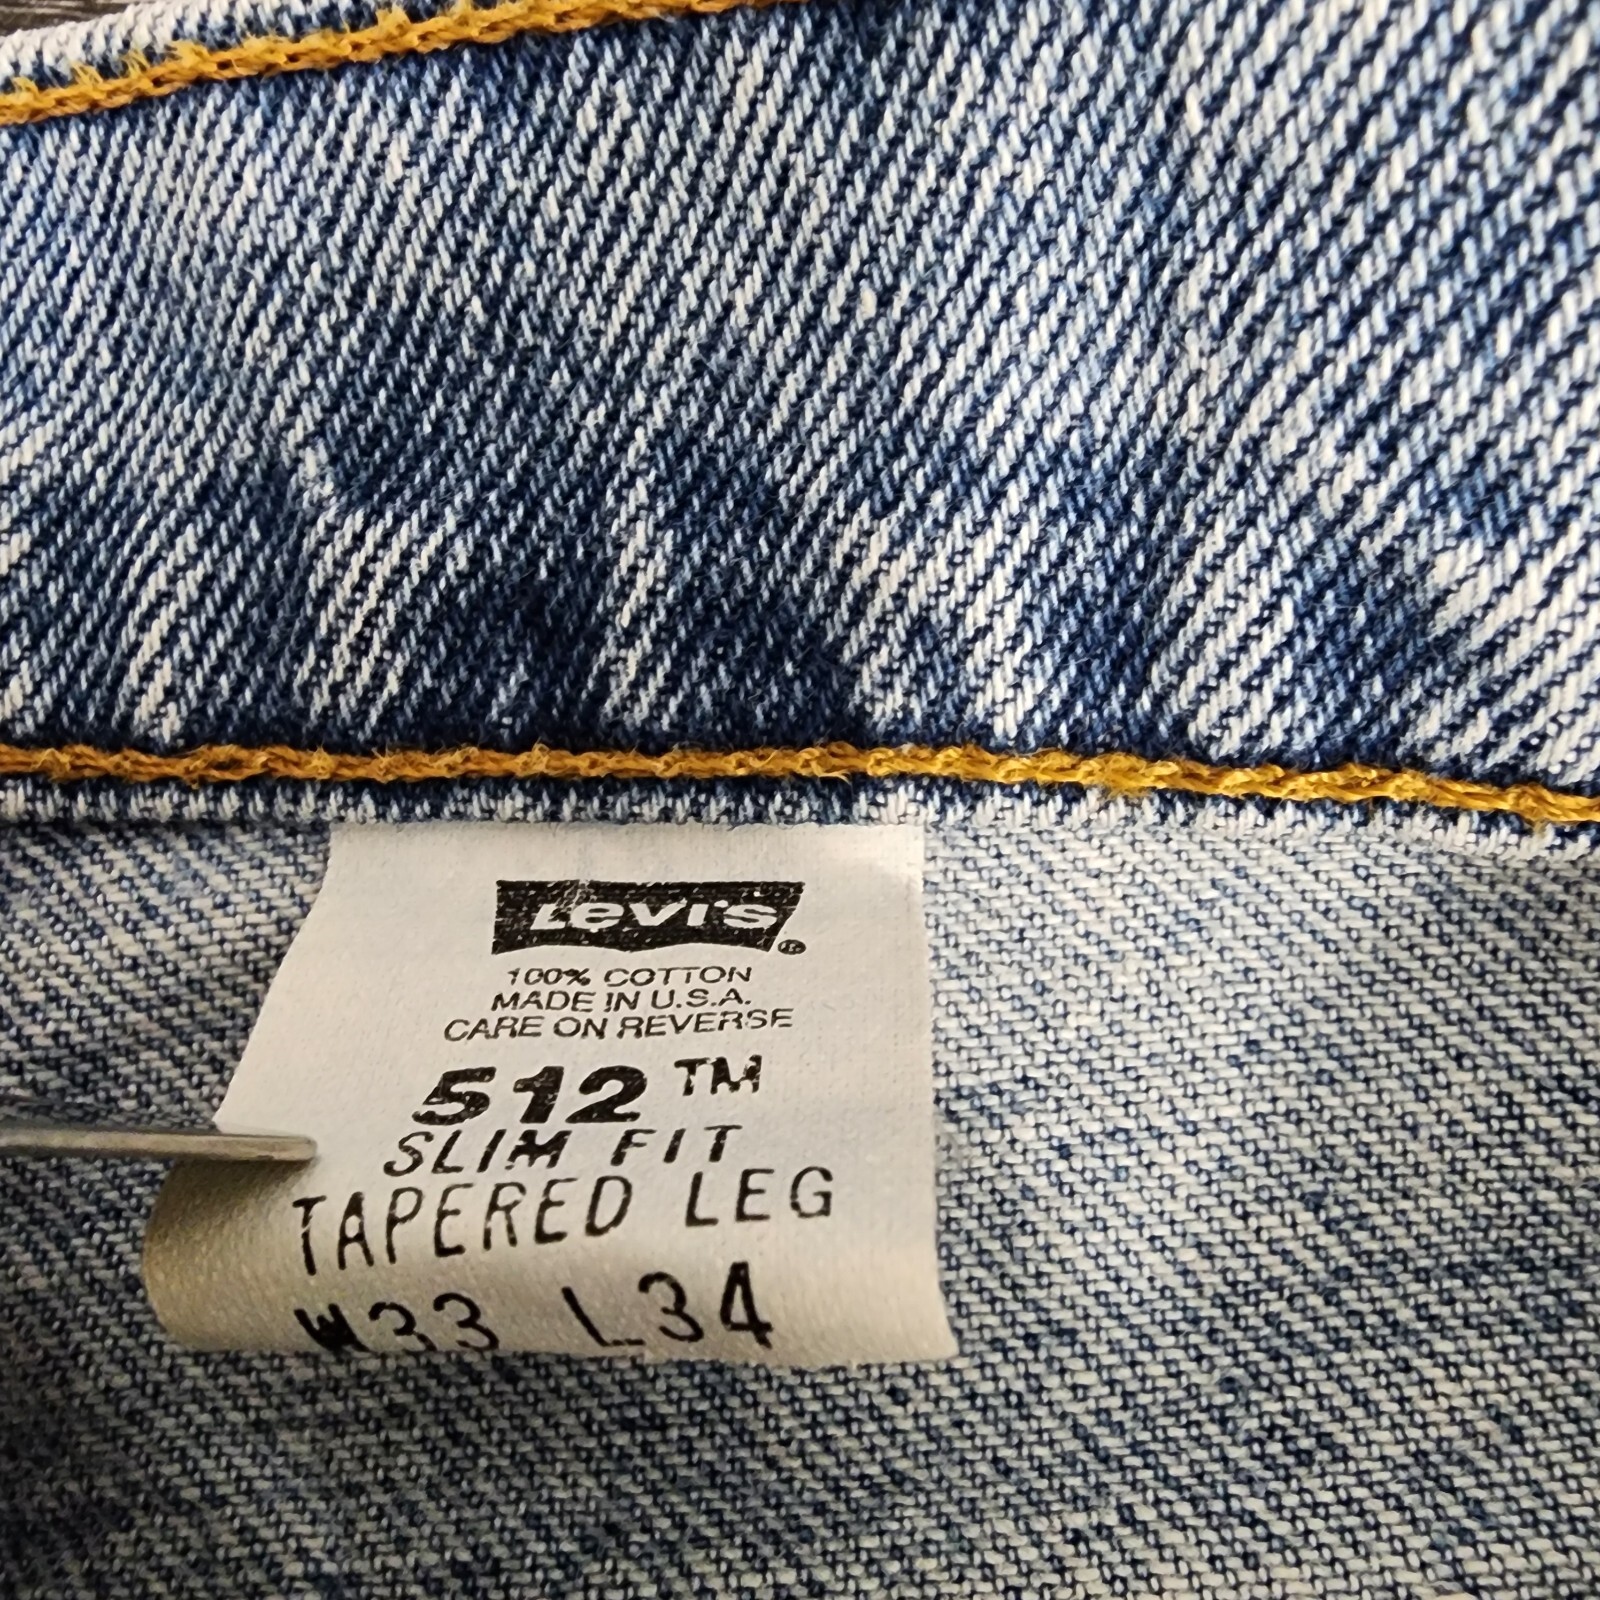 Levi's®
100% COTTON
MADE IN U.S.A.
CARE ON REVERSE
512™
SLIM FIT
TAPERED LEG
W33 L34